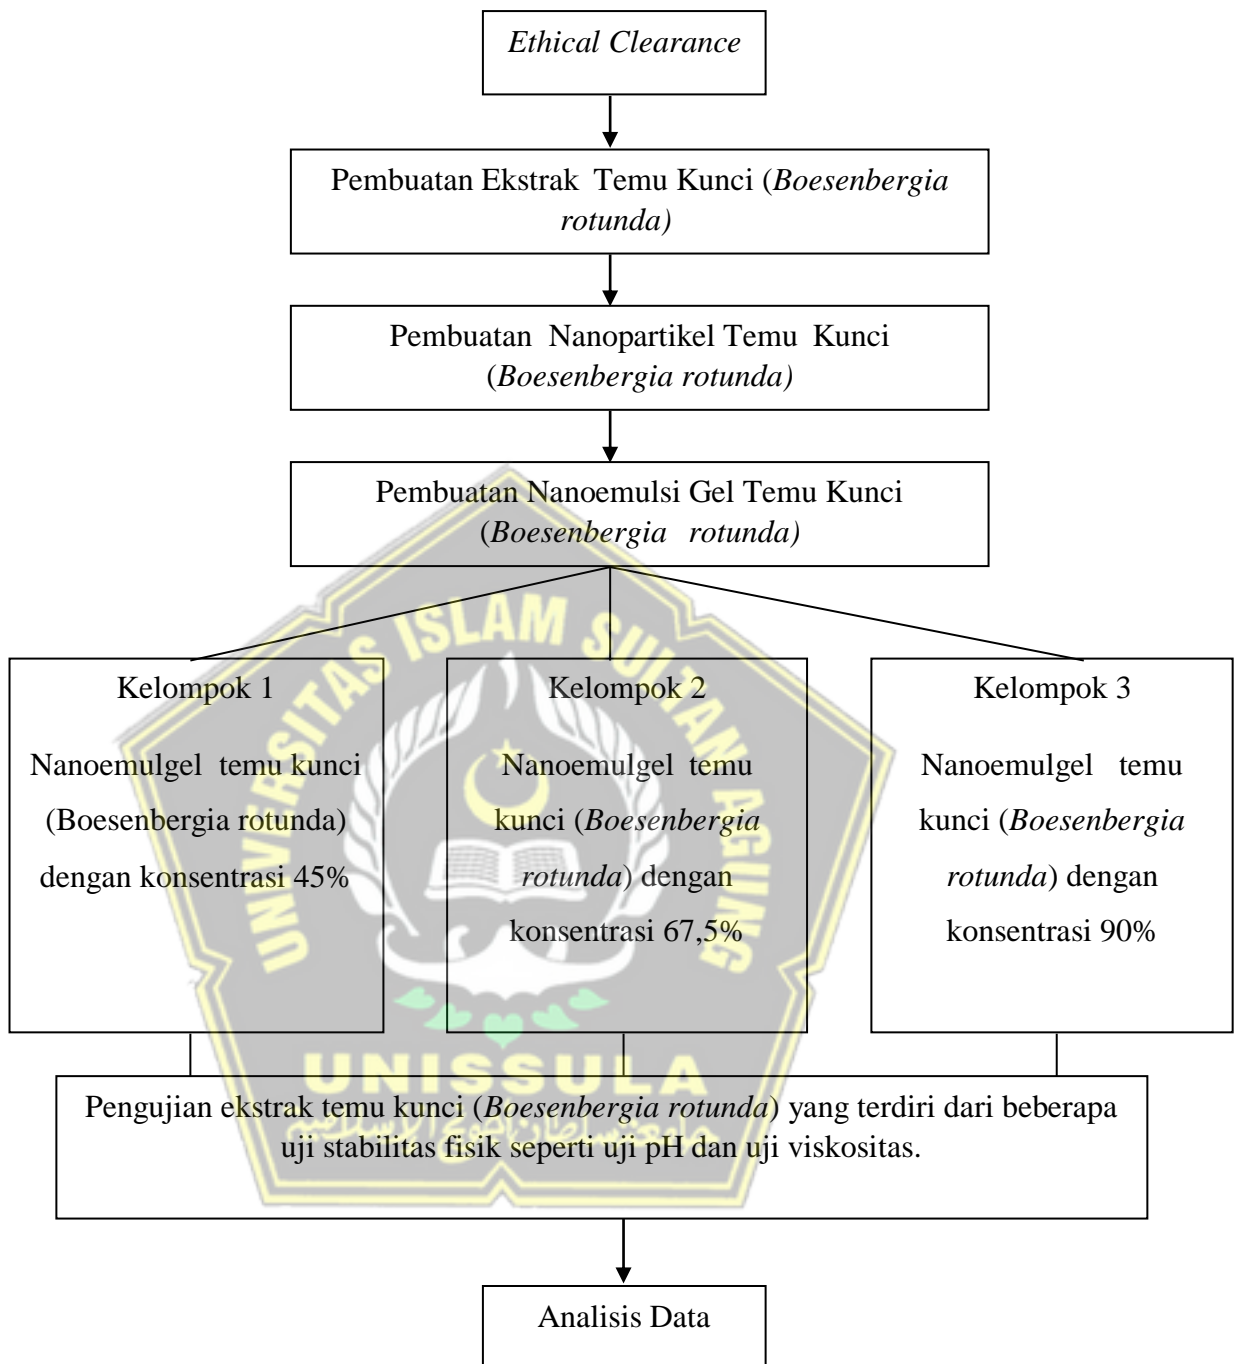 Ethical Clearance
Pembuatan Ekstrak Temu Kunci (Boesenbergia
rotunda)
Pembuatan Nanopartikel Temu Kunci
(Boesenbergia rotunda)
Pembuatan Nanoemulsi Gel Temu Kunci
(Boesenbergia rotunda)
UNIVERSITAS ISLAM SULTAN AGUNG
Kelompok 1
Nanoemulgel temu kunci
(Boesenbergia rotunda)
dengan konsentrasi 45%
Kelompok 2
Nanoemulgel temu
kunci (Boesenbergia
rotunda) dengan
konsentrasi 67,5%
Kelompok 3
Nanoemulgel temu
kunci (Boesenbergia
rotunda) dengan
konsentrasi 90%
UNISSULA
Pengujian ekstrak temu kunci (Boesenbergia rotunda) yang terdiri dari beberapa
uji stabilitas fisik seperti uji pH dan uji viskositas.
Analisis Data